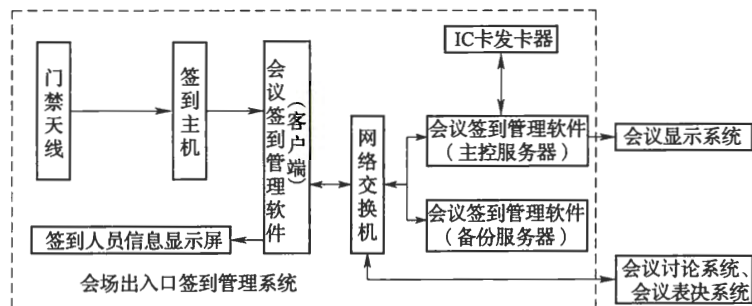 门禁天线
签到主机
会议签到管理软件
（客户端）
网络交换机
IC卡发卡器
会议签到管理软件
（主控服务器）
会议签到管理软件
（备份服务器）
会议显示系统
签到人员信息显示屏
会场出入口签到管理系统
会议讨论系统、
会议表决系统